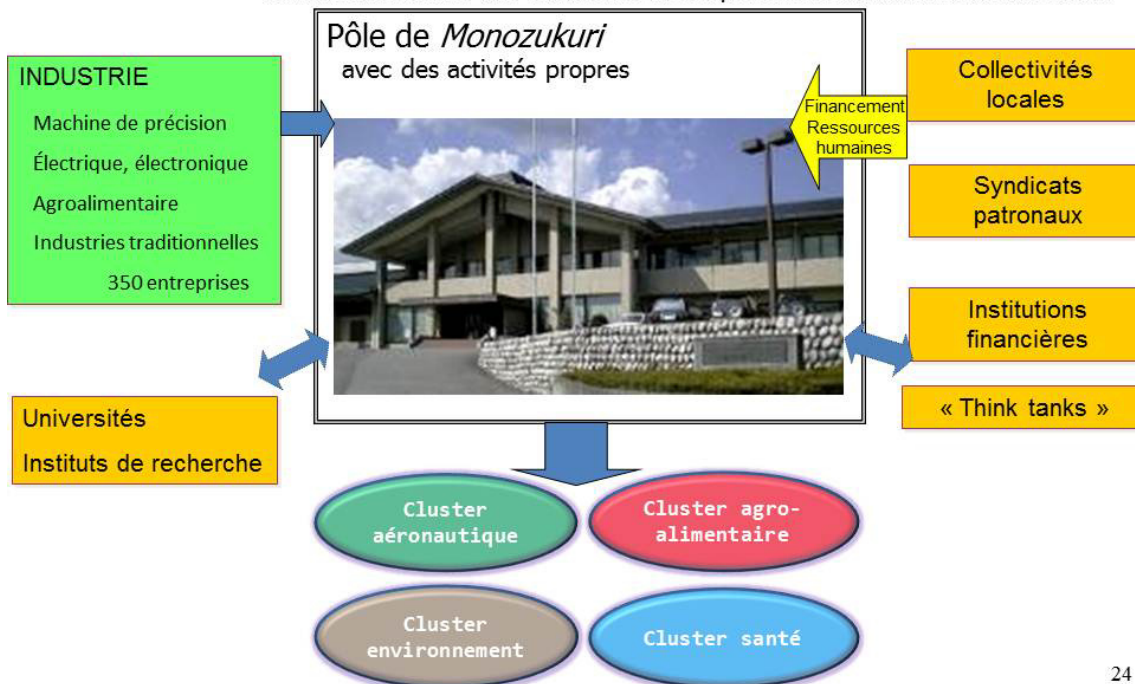 Pôle de Monozukuri
avec des activités propres
INDUSTRIE
Machine de précision
Électrique, électronique
Agroalimentaire
Industries traditionnelles
350 entreprises
Financement
Ressources
humaines
Collectivités
locales
Syndicats
patronaux
Institutions
financières
« Think tanks »
Universités
Instituts de recherche
Cluster
aéronautique
Cluster agro-
alimentaire
Cluster
environnement
Cluster santé
24